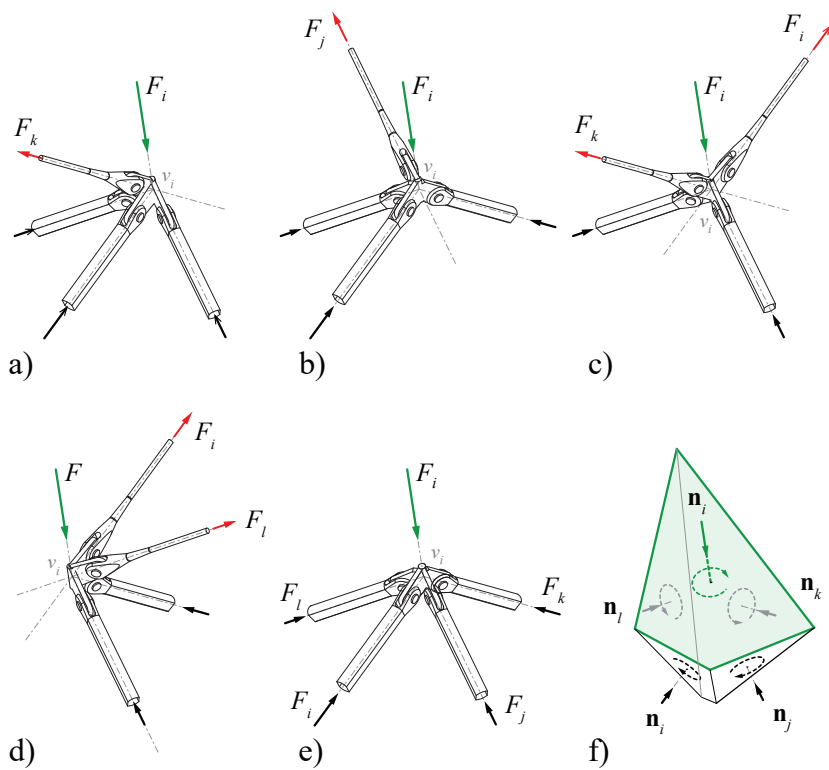 F_j
F_i
F_i
F_i
F_i
F_k
F_k
v_i
v_i
v_i
a)
b)
c)
F_i
F
F_l
F_i
v_i
v_i
n_i
F_l
F_k
n_l
n_k
F_i
F_j
n_i
n_j
d)
e)
f)